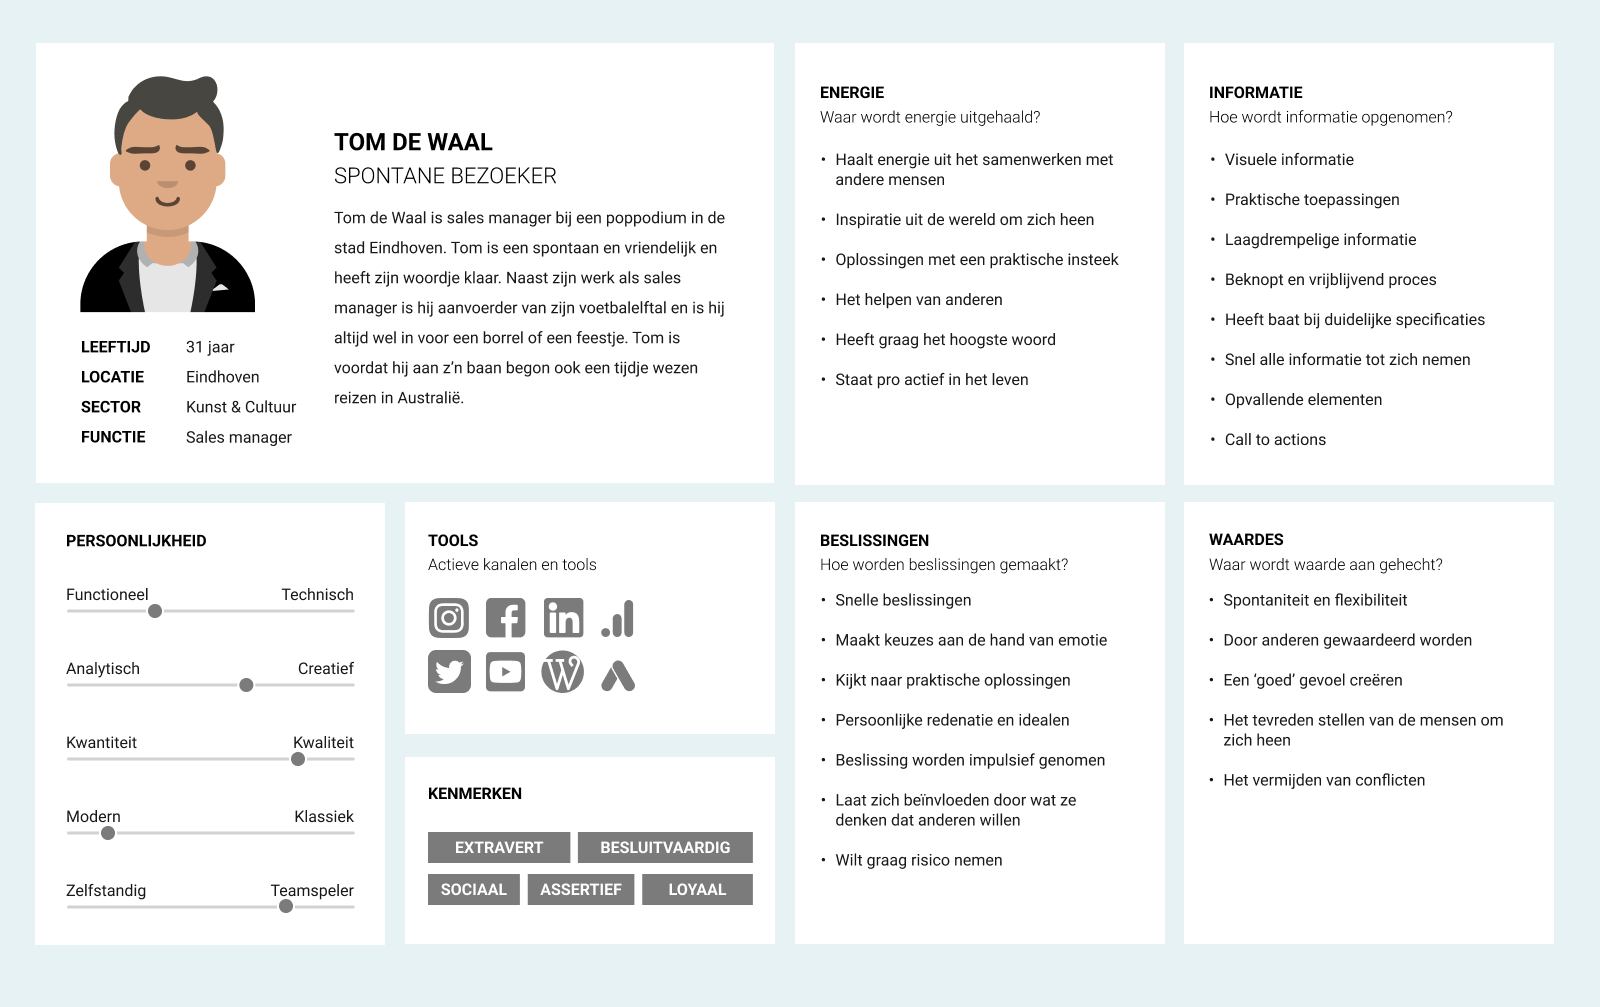 TOM DE WAAL
SPONTANE BEZOEKER
Tom de Waal is sales manager bij een poppodium in de
stad Eindhoven. Tom is een spontaan en vriendelijk en
heeft zijn woordje klaar. Naast zijn werk als sales
manager is hij aanvoerder van zijn voetbalelftal en is hij
altijd wel in voor een borrel of een feestje. Tom is
voordat hij aan z’n baan begon ook een tijdje wezen
reizen in Australië.
LEEFTIJD 31 jaar
LOCATIE Eindhoven
SECTOR Kunst & Cultuur
FUNCTIE Sales manager
ENERGIE
Waar wordt energie uitgehaald?
• Haalt energie uit het samenwerken met
andere mensen
• Inspiratie uit de wereld om zich heen
• Oplossingen met een praktische insteek
• Het helpen van anderen
• Heeft graag het hoogste woord
• Staat pro actief in het leven
INFORMATIE
Hoe wordt informatie opgenomen?
• Visuele informatie
• Praktische toepassingen
• Laagdrempelige informatie
• Beknopt en vrijblijvend proces
• Heeft baat bij duidelijke specificaties
• Snel alle informatie tot zich nemen
• Opvallende elementen
• Call to actions
PERSOONLIJKHEID
Functioneel Technisch
Analytisch Creatief
Kwantiteit Kwaliteit
Modern Klassiek
Zelfstandig Teamspeler
TOOLS
Actieve kanalen en tools
KENMERKEN
EXTRAVERT BESLUITVAARDIG
SOCIAAL ASSERTIEF LOYAAL
BESLISSINGEN
Hoe worden beslissingen gemaakt?
• Snelle beslissingen
• Maakt keuzes aan de hand van emotie
• Kijkt naar praktische oplossingen
• Persoonlijke redenatie en idealen
• Beslissing worden impulsief genomen
• Laat zich beïnvloeden door wat ze
denken dat anderen willen
• Wilt graag risico nemen
WAARDES
Waar wordt waarde aan gehecht?
• Spontaniteit en flexibiliteit
• Door anderen gewaardeerd worden
• Een ‘goed’ gevoel creëren
• Het tevreden stellen van de mensen om
zich heen
• Het vermijden van conflicten